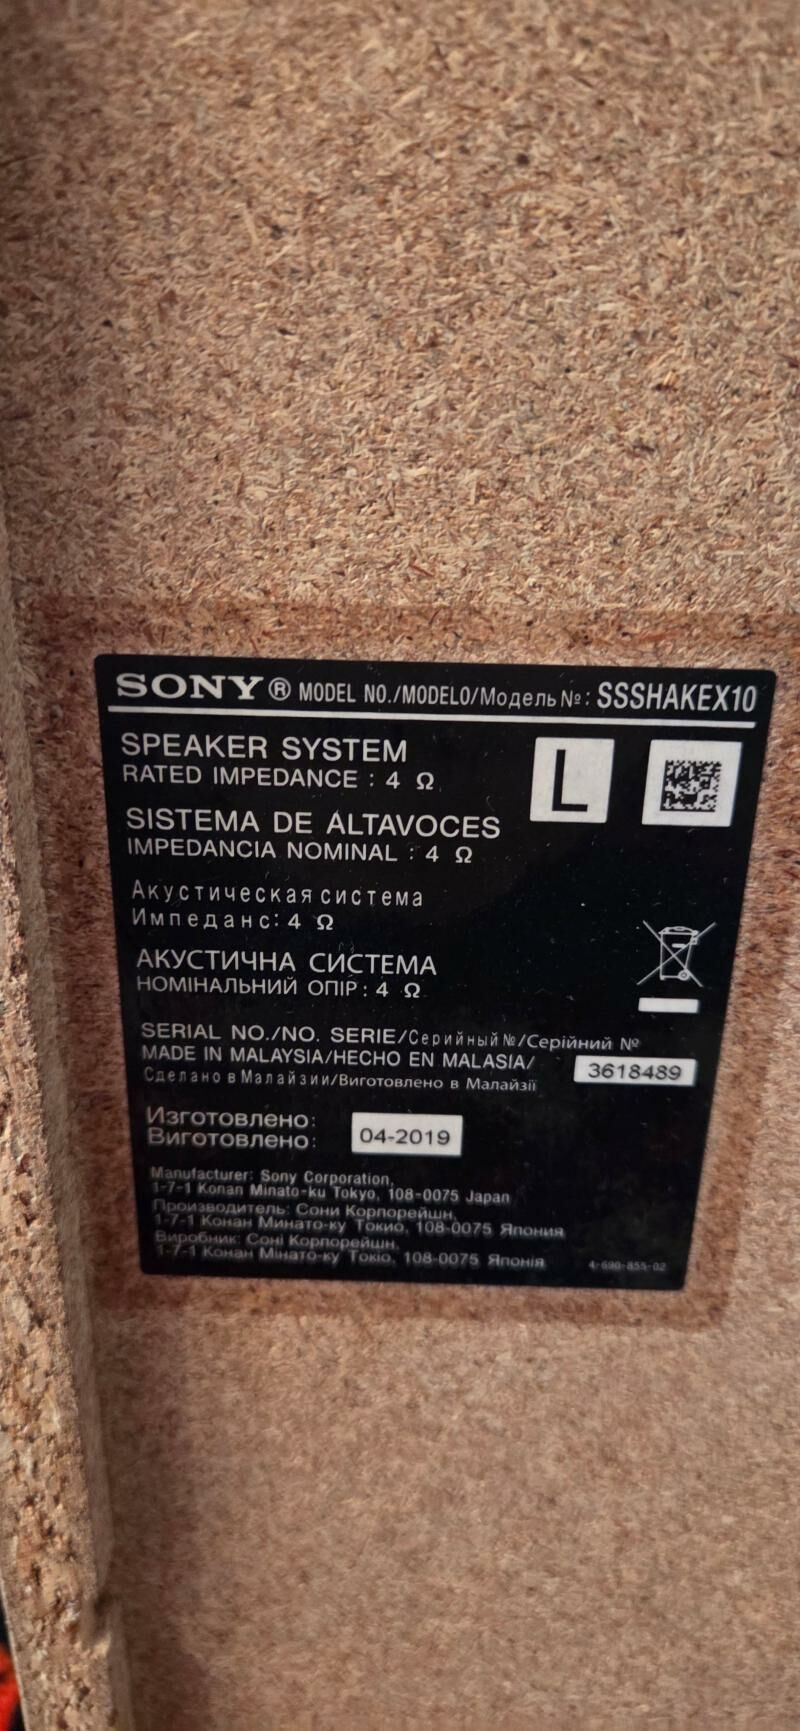 SONY® MODEL NO./MODELO/Модель №: SSSHAKEX10
SPEAKER SYSTEM
RATED IMPEDANCE : 4 Ω
L
SISTEMA DE ALTAVOCES
IMPEDANCIA NOMINAL : 4 Ω
Акустическая система
Импеданс: 4 Ω
АКУСТИЧНА СИСТЕМА
НОМІНАЛЬНИЙ ОПІР: 4 Ω
SERIAL NO./NO. SERIE/Серийный №/Серійний №
MADE IN MALAYSIA/HECHO EN MALASIA/
3618489
Сделано в Малайзии/Виготовлено в Малайзії
Изготовлено:
Виготовлено:
04-2019
Manufacturer: Sony Corporation,
1-7-1 Konan Minato-ku Tokyo, 108-0075 Japan
Производитель: Сони Корпорейшн,
1-7-1 Конан Минато-ку Токио, 108-0075 Япония
Виробник: Соні Корпорейшн,
1-7-1 Конан Мінато-ку Токіо, 108-0075 Японія
4-690-855-02